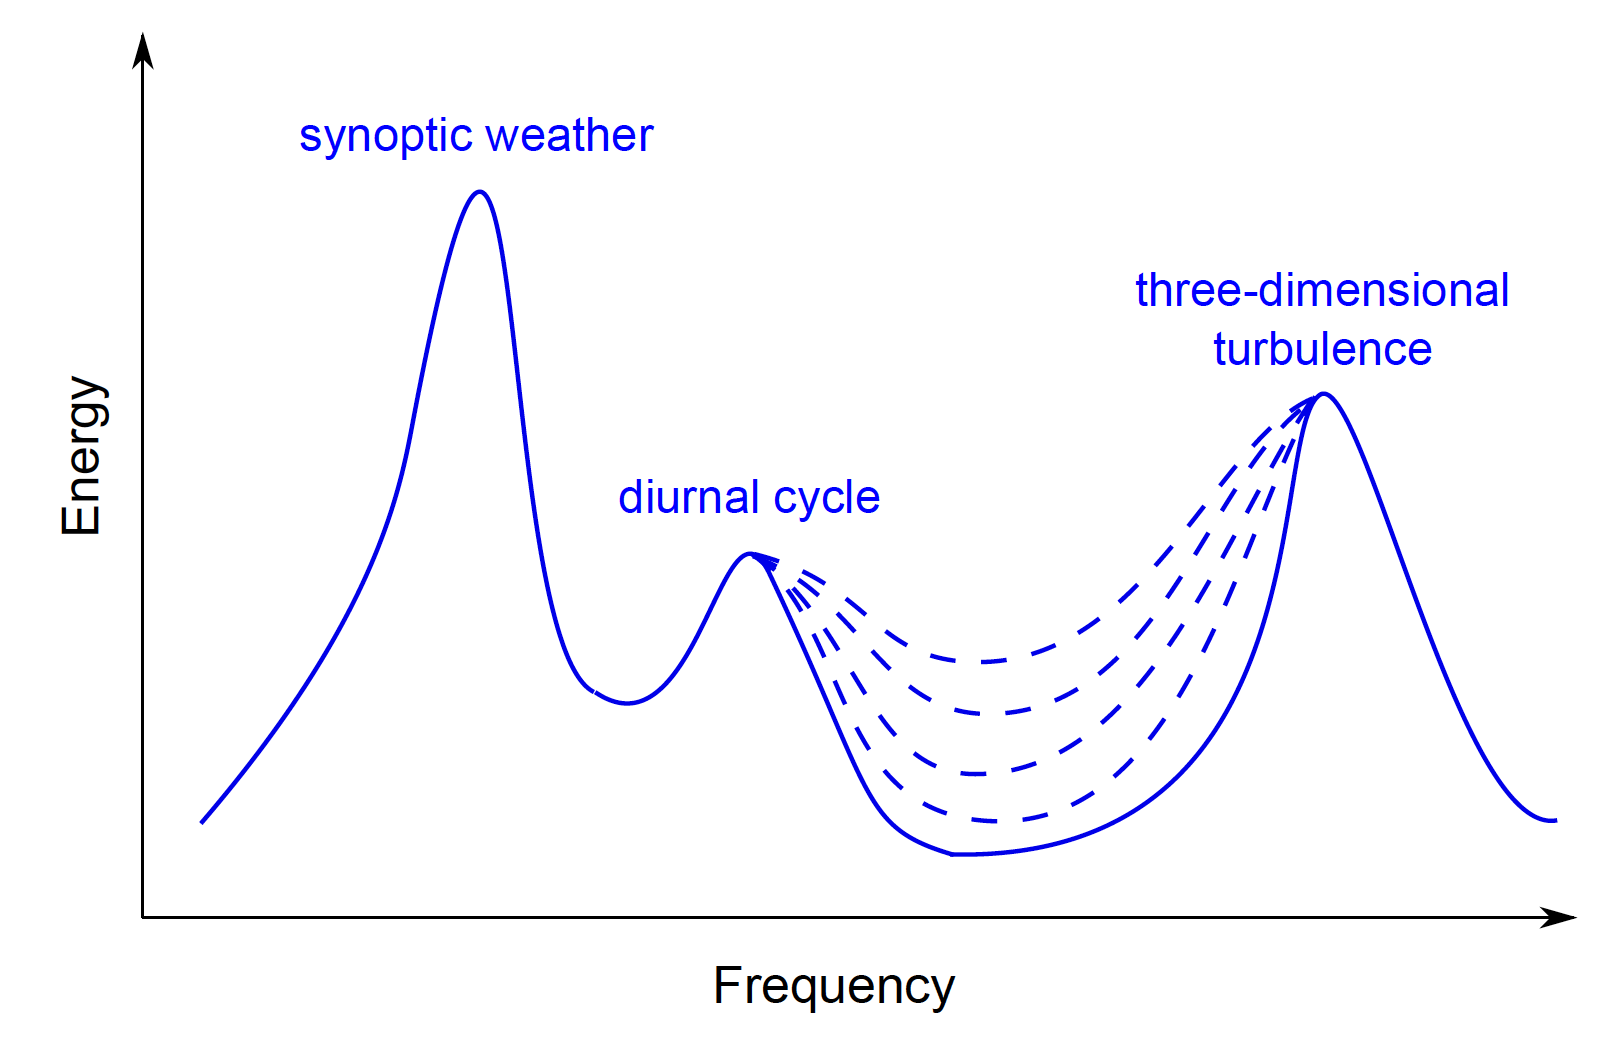 synoptic weather
three-dimensional
turbulence
diurnal cycle
Energy
Frequency